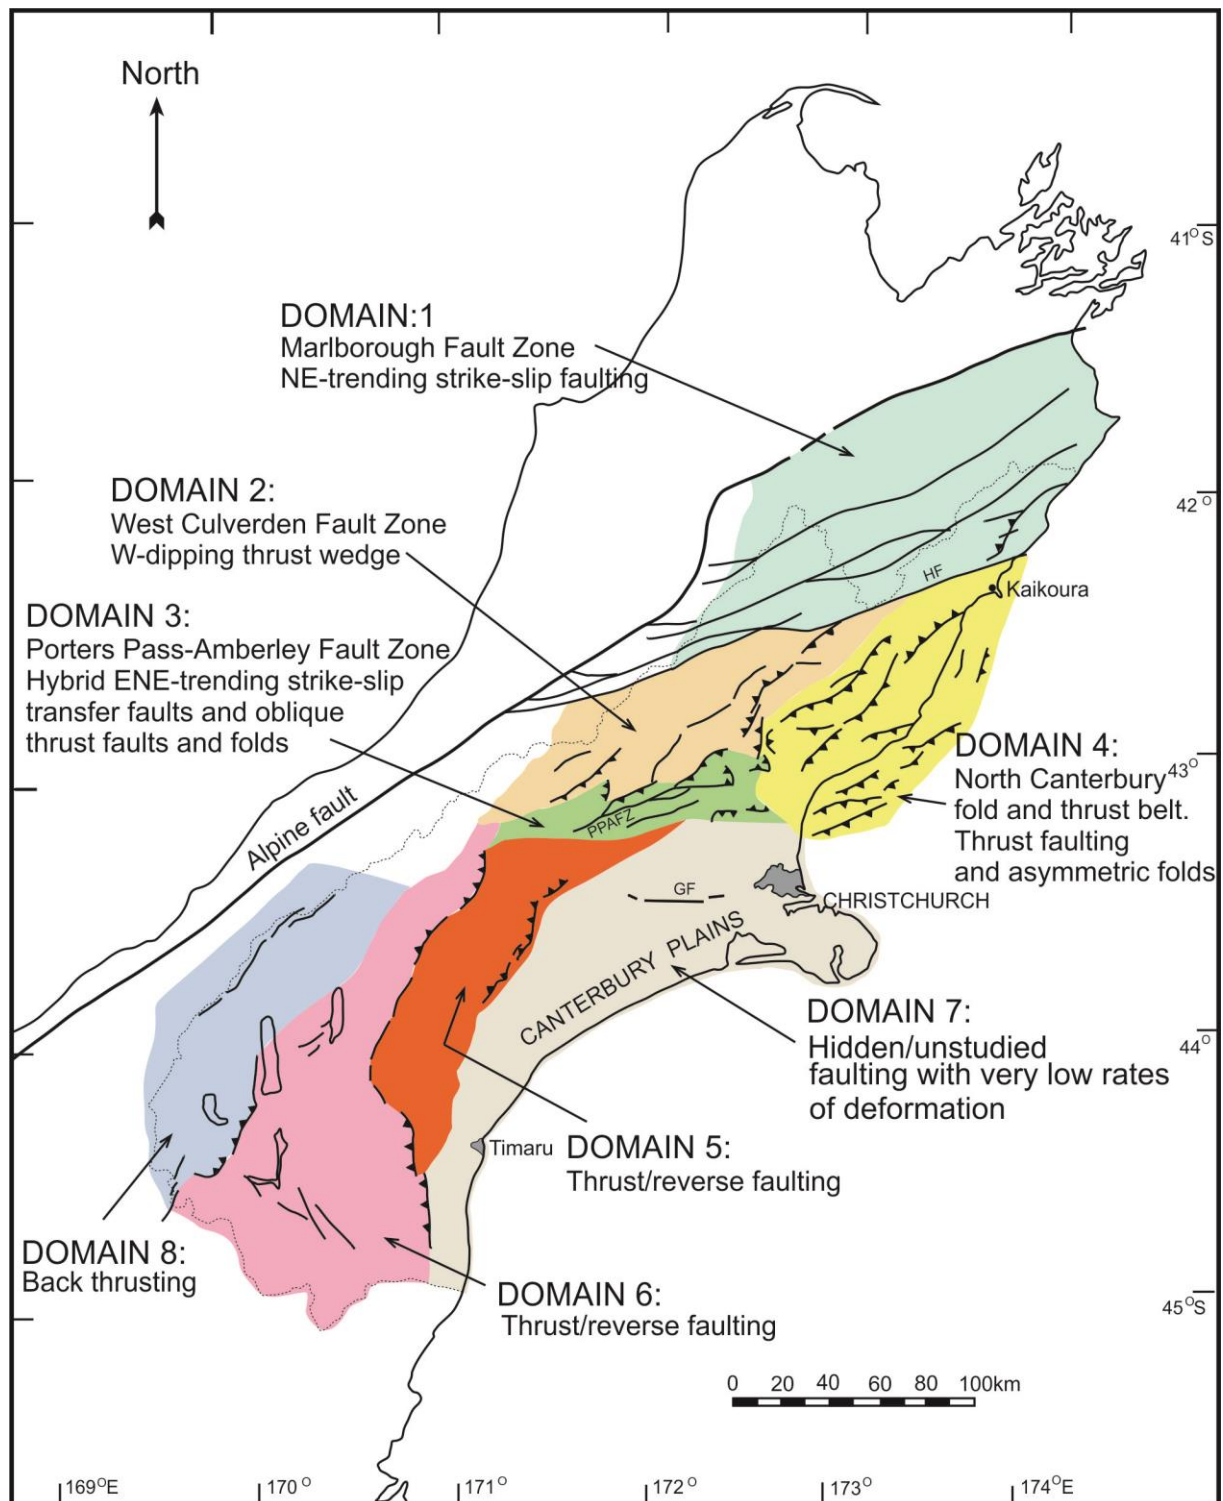 North
41°S
DOMAIN:1
Marlborough Fault Zone
NE-trending strike-slip faulting
DOMAIN 2:
West Culverden Fault Zone
W-dipping thrust wedge
42°
HF
Kaikoura
DOMAIN 3:
Porters Pass-Amberley Fault Zone
Hybrid ENE-trending strike-slip
transfer faults and oblique
thrust faults and folds
DOMAIN 4:
North Canterbury
fold and thrust belt.
Thrust faulting
and asymmetric folds
43°
Alpine fault
PPAFZ
GF
CHRISTCHURCH
CANTERBURY PLAINS
DOMAIN 7:
Hidden/unstudied
faulting with very low rates
of deformation
44°
Timaru
DOMAIN 5:
Thrust/reverse faulting
DOMAIN 8:
Back thrusting
DOMAIN 6:
Thrust/reverse faulting
45°S
0 20 40 60 80 100km
169°E 170° 171° 172° 173° 174°E